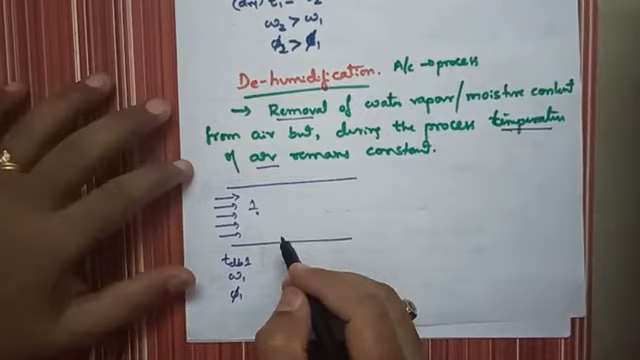 ω₂ > ω₁
ϕ₂ > ϕ₁
De-humidification. A/c → process
→ Removal of water vapour/moisture content
from air but, during the process temperature
of air remains constant.
1
tdb1
ω₁
ϕ₁